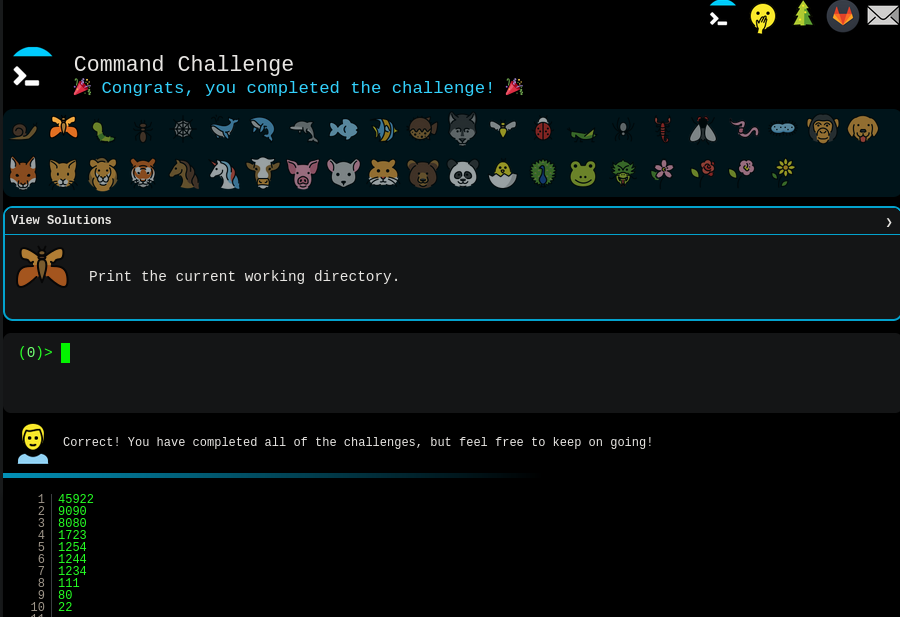 Command Challenge
🎉 Congrats, you completed the challenge! 🎉
View Solutions ❯
Print the current working directory.
(0)>
Correct! You have completed all of the challenges, but feel free to keep on going!
1 45922
2 9090
3 8080
4 1723
5 1254
6 1244
7 1234
8 111
9 80
10 22